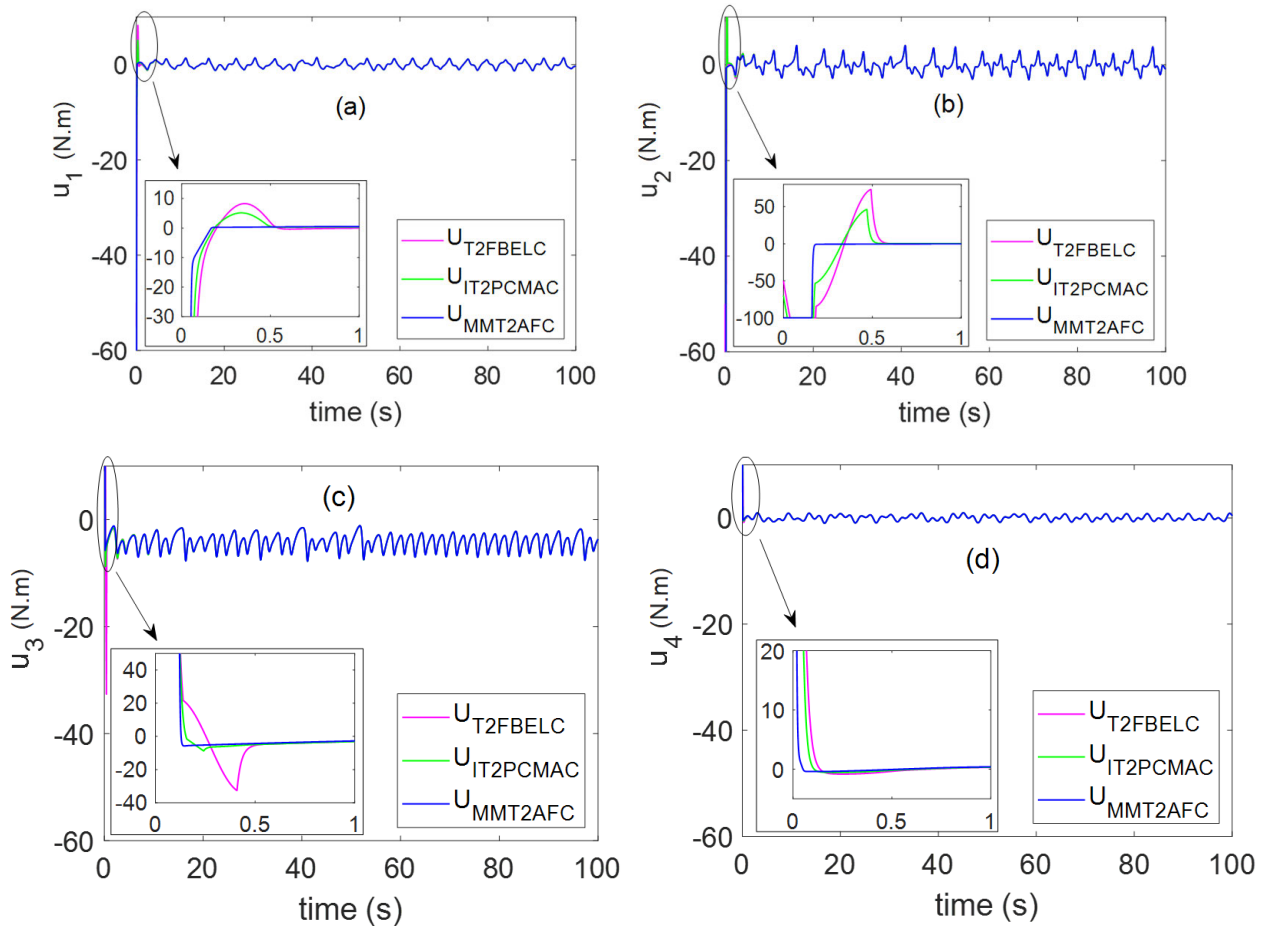 0
-20
-40
-60
u1 (N.m)
(a)
10
0
-10
-20
-30
0 0.5 1
UT2FBELC
UIT2PCMAC
UMMT2AFC
0 20 40 60 80 100
time (s)
0
-20
-40
-60
u2 (N.m)
(b)
50
0
-50
-100
0 0.5 1
UT2FBELC
UIT2PCMAC
UMMT2AFC
0 20 40 60 80 100
time (s)
0
-20
-40
-60
u3 (N.m)
(c)
40
20
0
-20
-40
0 0.5 1
UT2FBELC
UIT2PCMAC
UMMT2AFC
0 20 40 60 80 100
time (s)
0
-20
-40
-60
u4 (N.m)
(d)
20
10
0
0 0.5 1
UT2FBELC
UIT2PCMAC
UMMT2AFC
0 20 40 60 80 100
time (s)